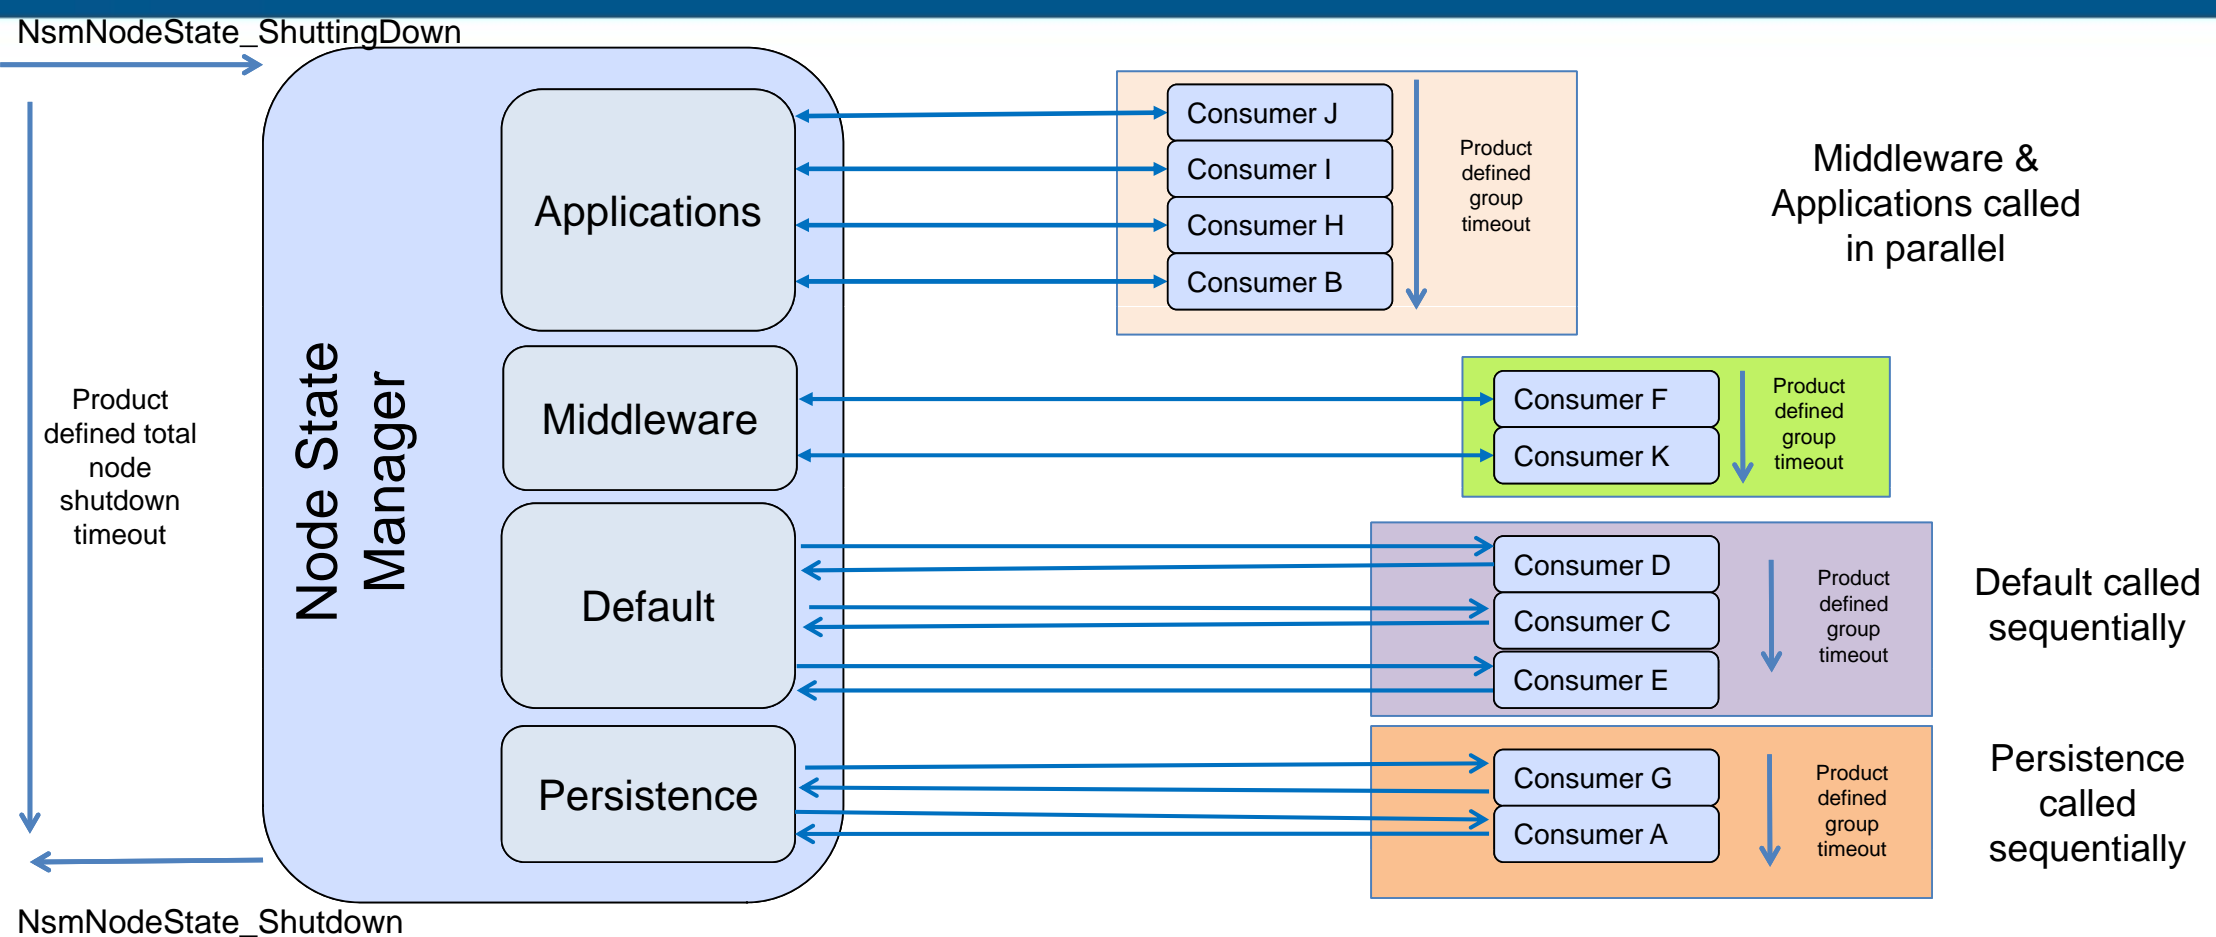 NsmNodeState_ShuttingDown
Product
defined total
node
shutdown
timeout
NsmNodeState_Shutdown
Node State
Manager
Applications
Middleware
Default
Persistence
Consumer J
Consumer I
Consumer H
Consumer B
Product
defined
group
timeout
Middleware &
Applications called
in parallel
Consumer F
Consumer K
Product
defined
group
timeout
Consumer D
Consumer C
Consumer E
Product
defined
group
timeout
Default called
sequentially
Consumer G
Consumer A
Product
defined
group
timeout
Persistence
called
sequentially